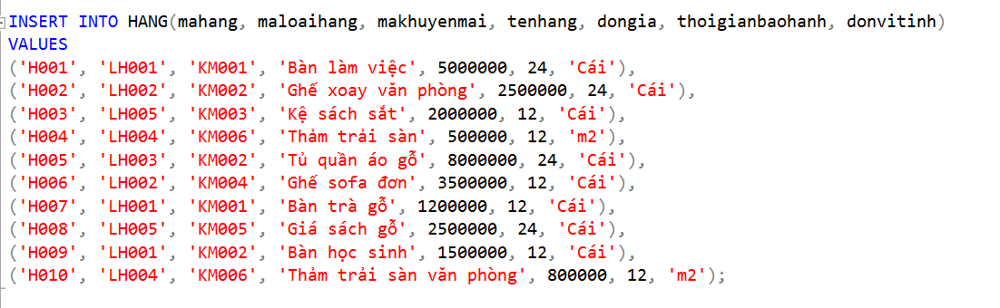 INSERT INTO HANG(mahang, maloaihang, makhuyenmai, tenhang, dongia, thoigianbaohanh, donvitinh)
VALUES
('H001', 'LH001', 'KM001', 'Bàn làm việc', 5000000, 24, 'Cái'),
('H002', 'LH002', 'KM002', 'Ghế xoay văn phòng', 2500000, 24, 'Cái'),
('H003', 'LH005', 'KM003', 'Kệ sách sắt', 2000000, 12, 'Cái'),
('H004', 'LH004', 'KM006', 'Thảm trải sàn', 500000, 12, 'm2'),
('H005', 'LH003', 'KM002', 'Tủ quần áo gỗ', 8000000, 24, 'Cái'),
('H006', 'LH002', 'KM004', 'Ghế sofa đơn', 3500000, 12, 'Cái'),
('H007', 'LH001', 'KM001', 'Bàn trà gỗ', 1200000, 12, 'Cái'),
('H008', 'LH005', 'KM005', 'Giá sách gỗ', 2500000, 24, 'Cái'),
('H009', 'LH001', 'KM002', 'Bàn học sinh', 1500000, 12, 'Cái'),
('H010', 'LH004', 'KM006', 'Thảm trải sàn văn phòng', 800000, 12, 'm2');